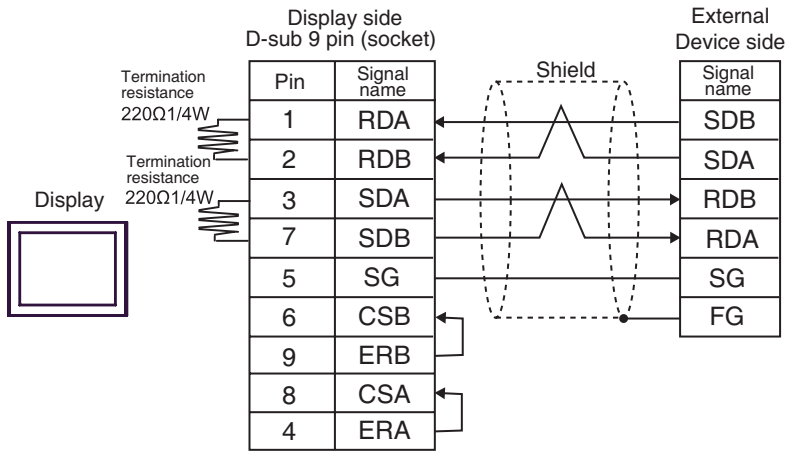 Display side
D-sub 9 pin (socket)
External
Device side
Pin
Signal
name
Shield
Signal
name
Termination
resistance
220Ω1/4W
1
RDA
SDB
2
RDB
SDA
Termination
resistance
220Ω1/4W
3
SDA
RDB
Display
7
SDB
RDA
5
SG
SG
6
CSB
FG
9
ERB
8
CSA
4
ERA